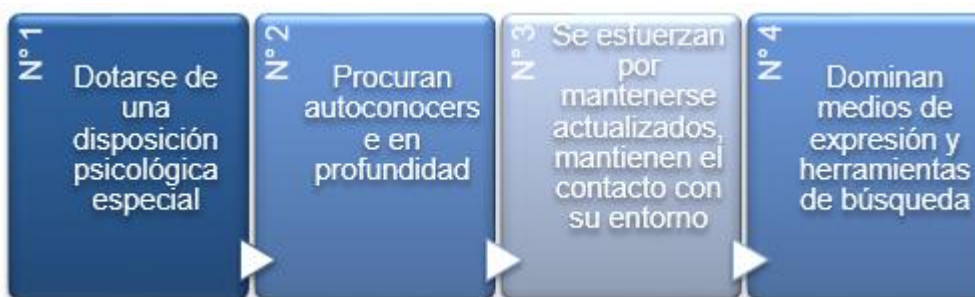 N° 1
Dotarse de
una
disposición
psicológica
especial
N° 2
Procuran
autoconocers
e en
profundidad
N° 3
Se esfuerzan
por
mantenerse
actualizados,
mantienen el
contacto con
su entorno
N° 4
Dominan
medios de
expresión y
herramientas
de búsqueda